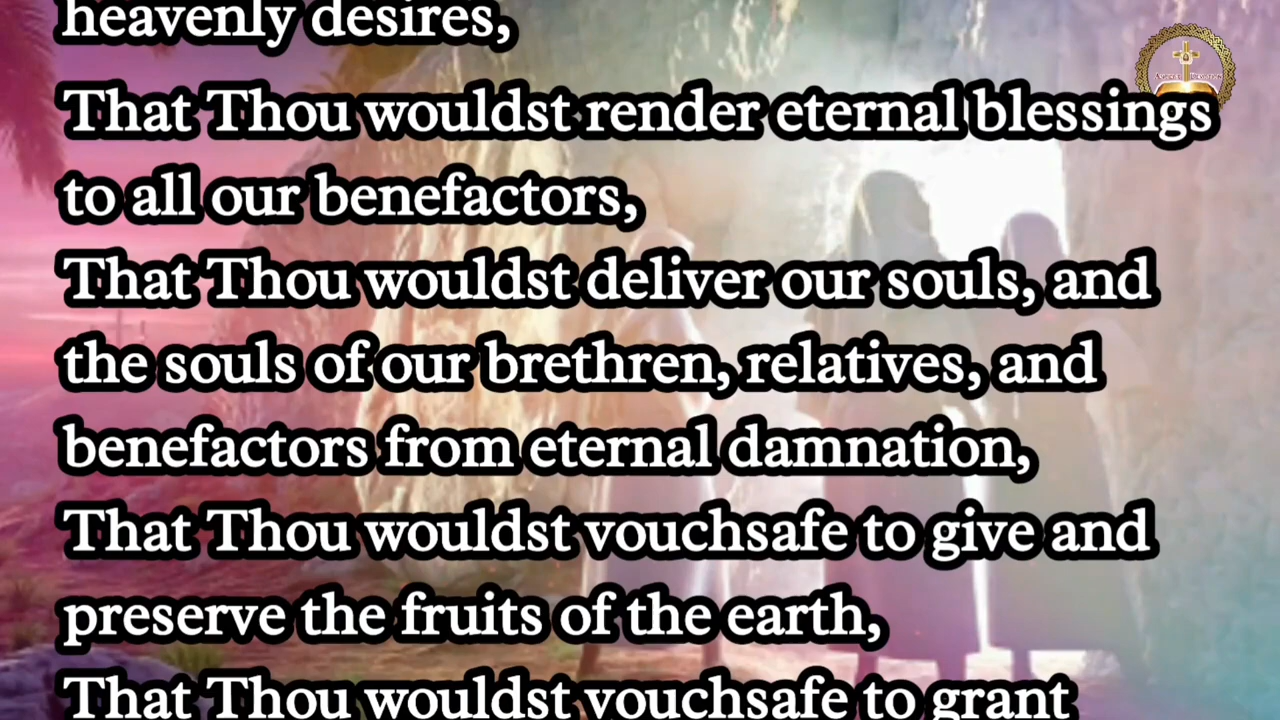 heavenly desires,
That Thou wouldst render eternal blessings
to all our benefactors,
That Thou wouldst deliver our souls, and
the souls of our brethren, relatives, and
benefactors from eternal damnation,
That Thou wouldst vouchsafe to give and
preserve the fruits of the earth,
That Thou wouldst vouchsafe to grant